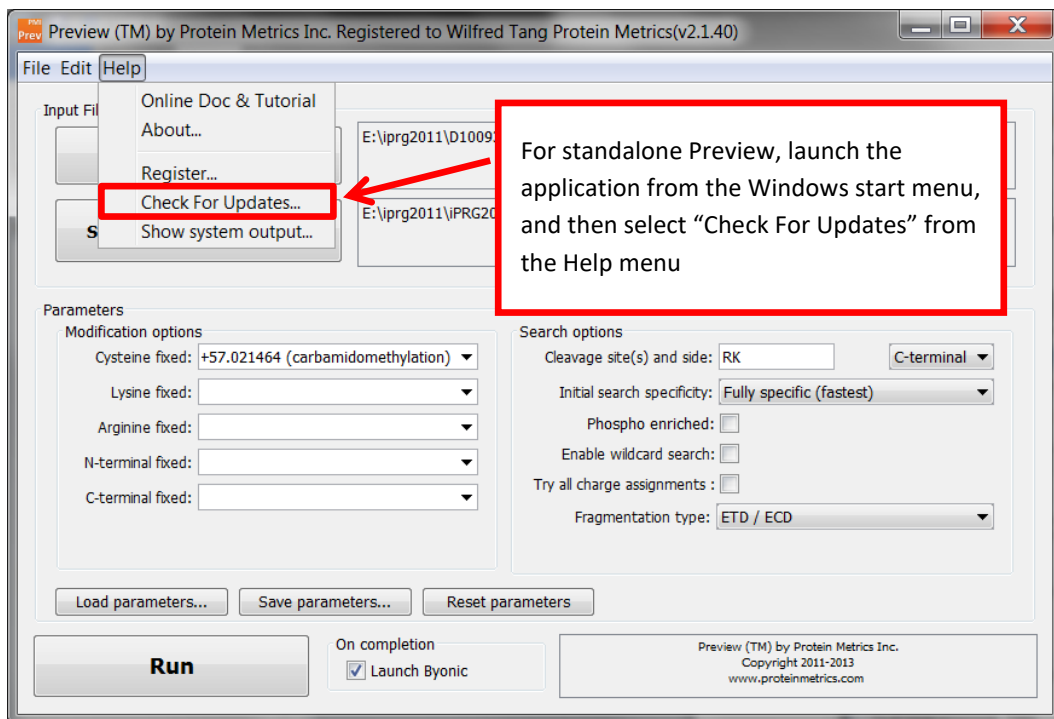 PMI
Prev
Preview (TM) by Protein Metrics Inc. Registered to Wilfred Tang Protein Metrics(v2.1.40)
X
File Edit Help
Online Doc & Tutorial
About...
Register...
Check For Updates...
Show system output...
Input Fil
E:\iprg2011\D1009
S
E:\iprg2011\iPRG20
For standalone Preview, launch the
application from the Windows start menu,
and then select “Check For Updates” from
the Help menu
Parameters
Modification options
Cysteine fixed: +57.021464 (carbamidomethylation)
Lysine fixed:
Arginine fixed:
N-terminal fixed:
C-terminal fixed:
Search options
Cleavage site(s) and side: RK C-terminal
Initial search specificity: Fully specific (fastest)
Phospho enriched:
Enable wildcard search:
Try all charge assignments :
Fragmentation type: ETD / ECD
Load parameters... Save parameters... Reset parameters
Run
On completion
Launch Byonic
Preview (TM) by Protein Metrics Inc.
Copyright 2011-2013
www.proteinmetrics.com